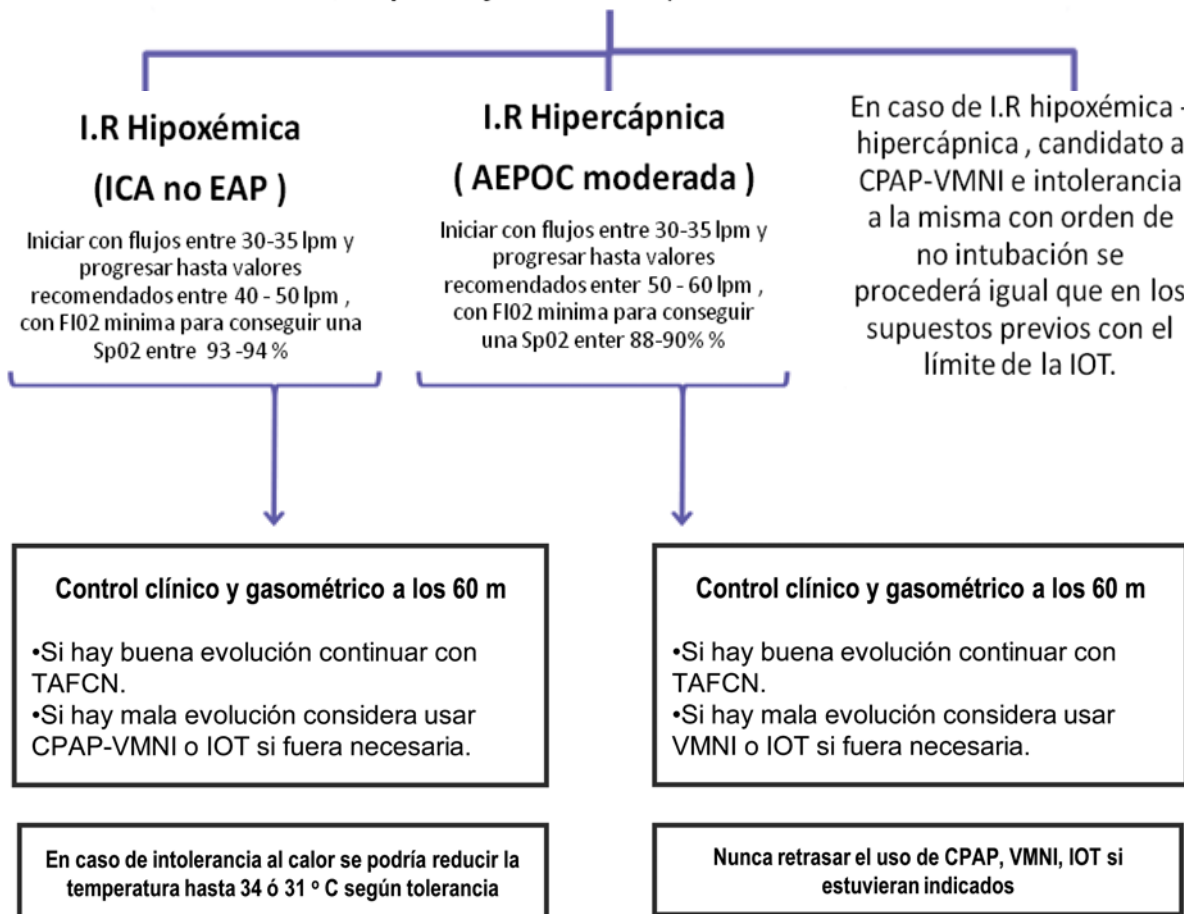 I.R Hipoxémica
(ICA no EAP )
Iniciar con flujos entre 30-35 lpm y
progresar hasta valores
recomendados entre 40 - 50 lpm ,
con FI02 minima para conseguir una
Sp02 entre 93 -94 %
I.R Hipercápnica
( AEPOC moderada )
Iniciar con flujos entre 30-35 lpm y
progresar hasta valores
recomendados enter 50 - 60 lpm ,
con FI02 minima para conseguir
una Sp02 enter 88-90% %
En caso de I.R hipoxémica -
hipercápnica , candidato a
CPAP-VMNI e intolerancia
a la misma con orden de
no intubación se
procederá igual que en los
supuestos previos con el
límite de la IOT.
Control clínico y gasométrico a los 60 m
•Si hay buena evolución continuar con
TAFCN.
•Si hay mala evolución considera usar
CPAP-VMNI o IOT si fuera necesaria.
Control clínico y gasométrico a los 60 m
•Si hay buena evolución continuar con
TAFCN.
•Si hay mala evolución considera usar
VMNI o IOT si fuera necesaria.
En caso de intolerancia al calor se podría reducir la
temperatura hasta 34 ó 31 º C según tolerancia
Nunca retrasar el uso de CPAP, VMNI, IOT si
estuvieran indicados